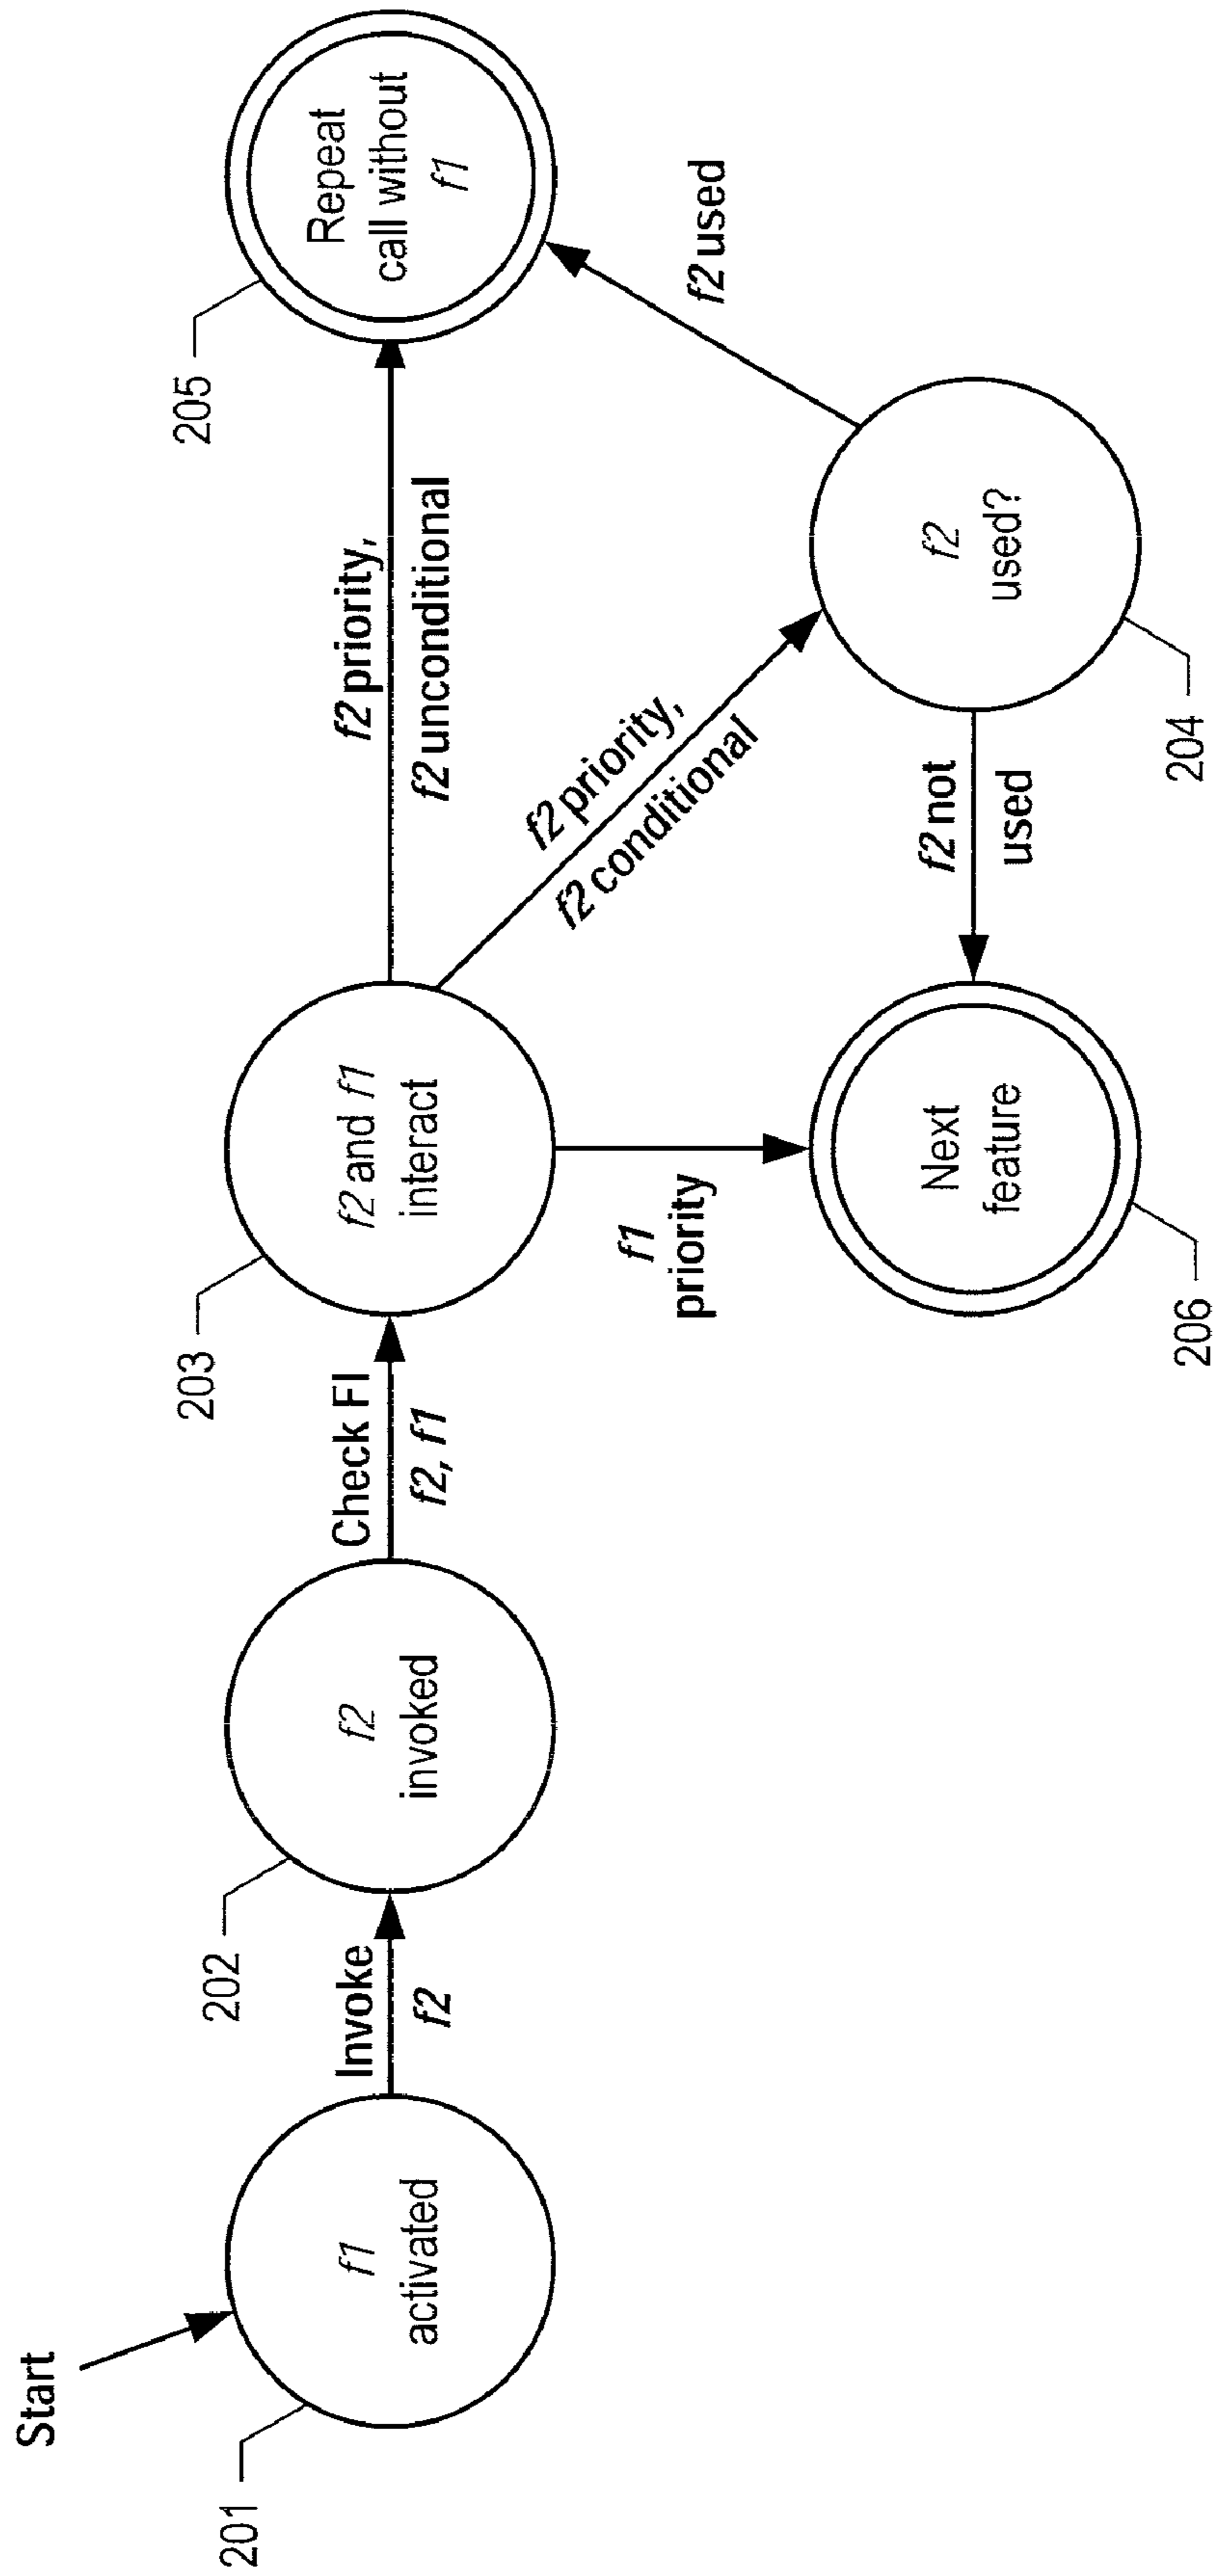 Start
201
f1
activated
Invoke
f2
202
f2
invoked
Check FI
f2, f1
203
f2 and f1
interact
f2 priority,
f2 unconditional
205
Repeat
call without
f1
f1
priority
f2 priority,
f2 conditional
f2 used
206
Next
feature
f2 not
used
204
f2
used?